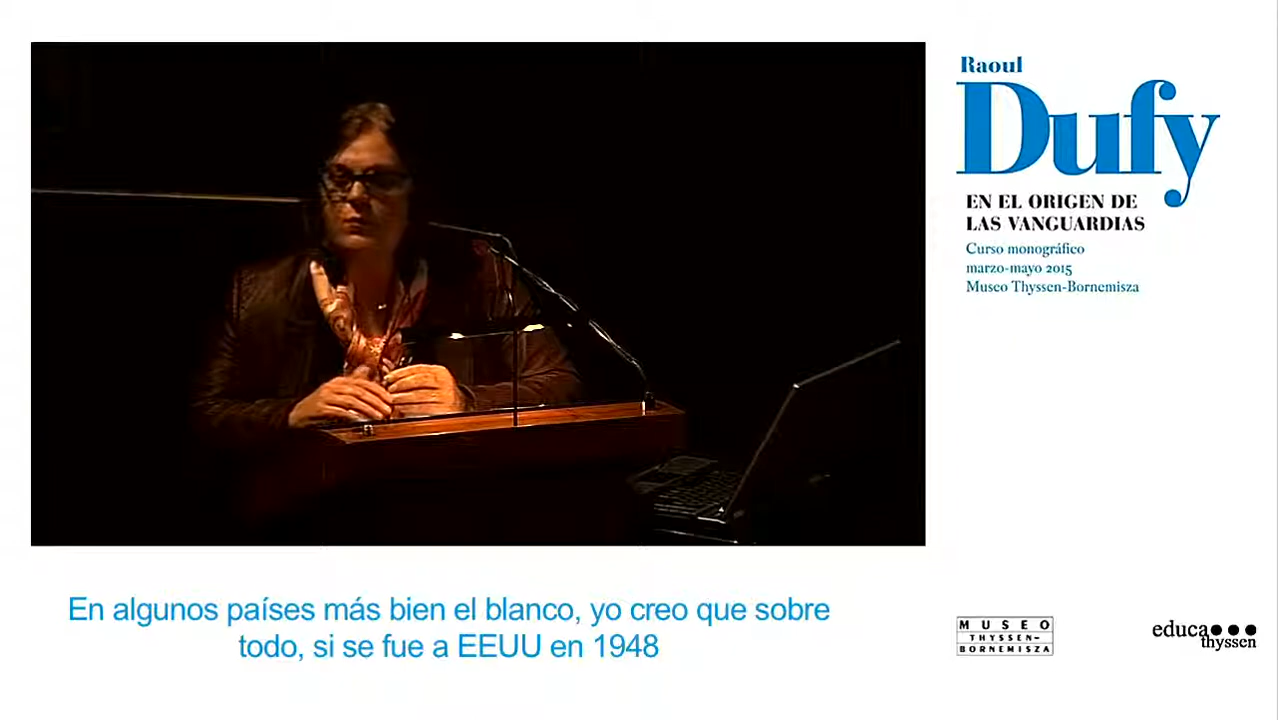 Raoul
Dufy
EN EL ORIGEN DE
LAS VANGUARDIAS
Curso monográfico
marzo-mayo 2015
Museo Thyssen-Bornemisza
En algunos países más bien el blanco, yo creo que sobre
todo, si se fue a EEUU en 1948
MUSEO
THYSSEN-
BORNEMISZA
educa
thyssen